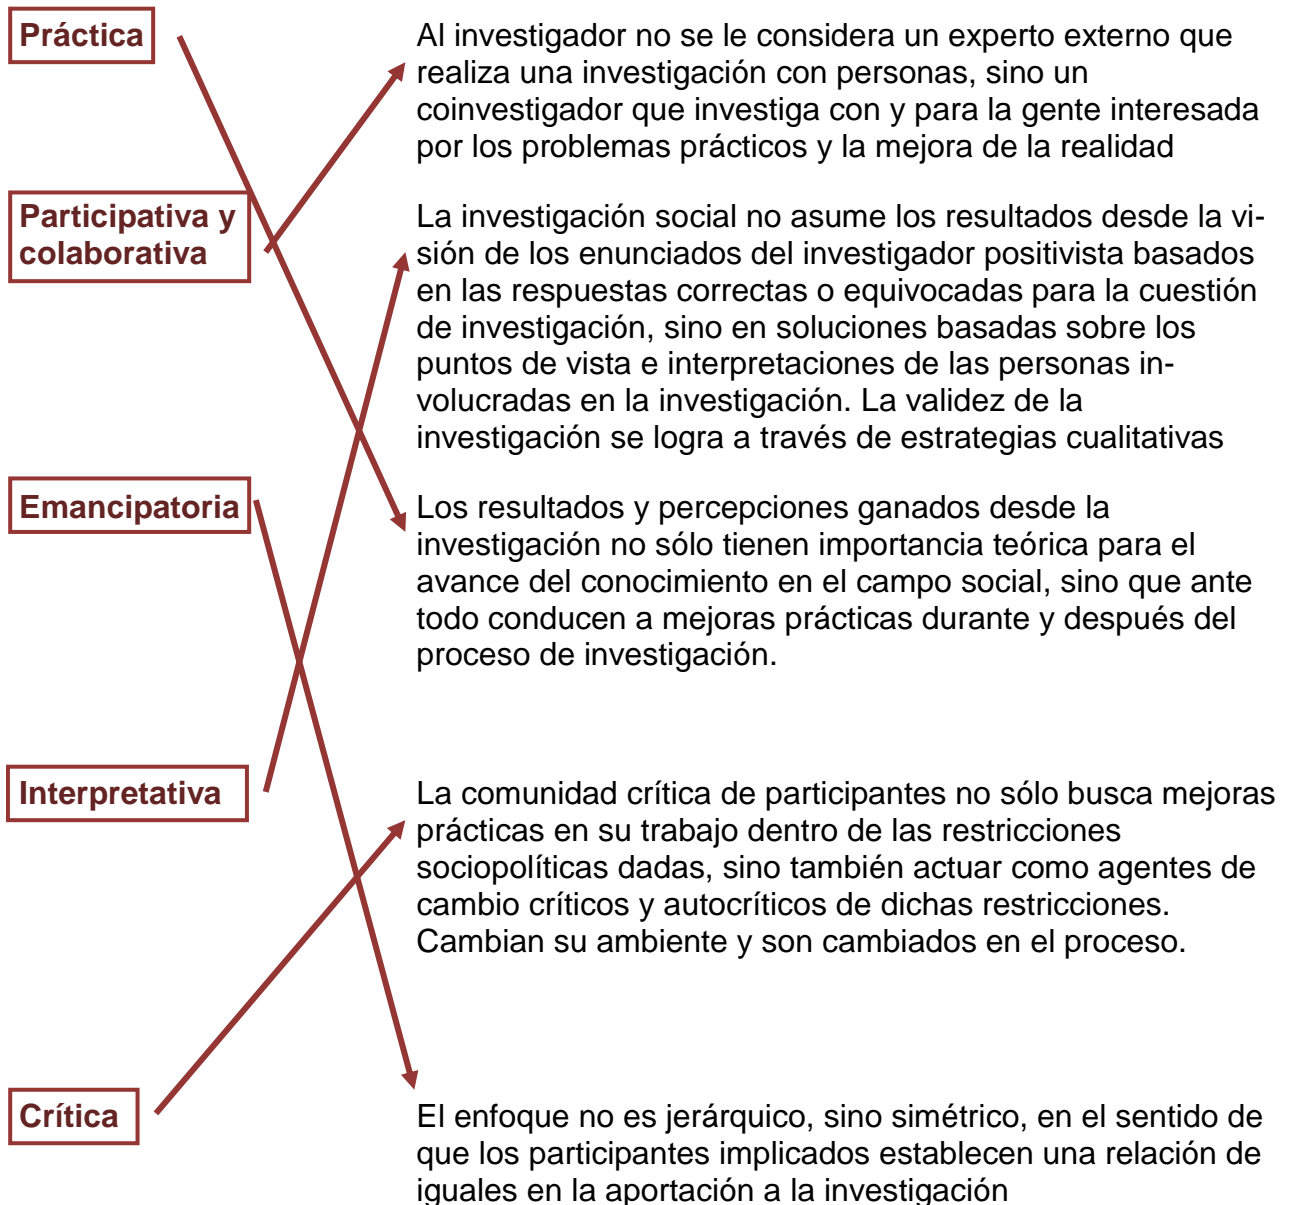 Práctica
Al investigador no se le considera un experto externo que
realiza una investigación con personas, sino un
coinvestigador que investiga con y para la gente interesada
por los problemas prácticos y la mejora de la realidad
Participativa y
colaborativa
La investigación social no asume los resultados desde la vi-
sión de los enunciados del investigador positivista basados
en las respuestas correctas o equivocadas para la cuestión
de investigación, sino en soluciones basadas sobre los
puntos de vista e interpretaciones de las personas in-
volucradas en la investigación. La validez de la
investigación se logra a través de estrategias cualitativas
Emancipatoria
Los resultados y percepciones ganados desde la
investigación no sólo tienen importancia teórica para el
avance del conocimiento en el campo social, sino que ante
todo conducen a mejoras prácticas durante y después del
proceso de investigación.
Interpretativa
La comunidad crítica de participantes no sólo busca mejoras
prácticas en su trabajo dentro de las restricciones
sociopolíticas dadas, sino también actuar como agentes de
cambio críticos y autocríticos de dichas restricciones.
Cambian su ambiente y son cambiados en el proceso.
Crítica
El enfoque no es jerárquico, sino simétrico, en el sentido de
que los participantes implicados establecen una relación de
iguales en la aportación a la investigación